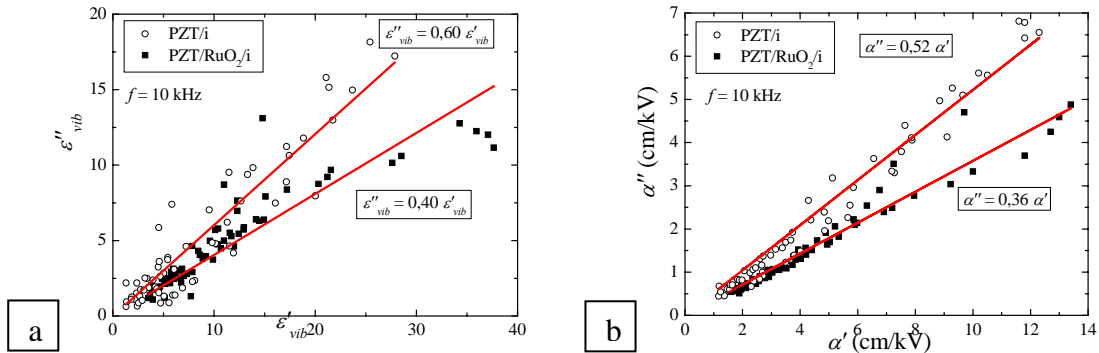 20
15
10
5
0
0 10 20 30 40
ε''vib
ε'vib
PZT/i
PZT/RuO2/i
f = 10 kHz
ε''vib = 0,60 ε'vib
ε''vib = 0,40 ε'vib
a
7
6
5
4
3
2
1
0
0 2 4 6 8 10 12 14
α'' (cm/kV)
α' (cm/kV)
PZT/i
PZT/RuO2/i
f = 10 kHz
α'' = 0,52 α'
α'' = 0,36 α'
b